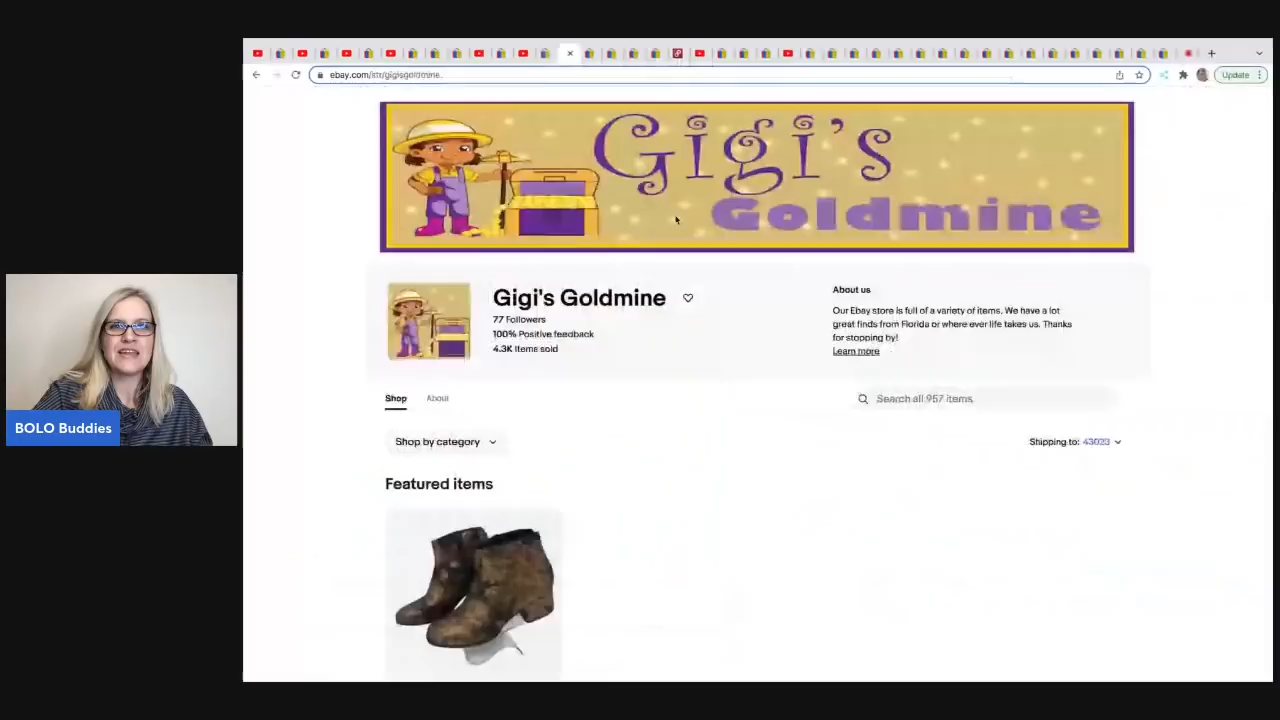 ebay.com/str/gigisgoldmine
Update
Gigi's
Goldmine
Gigi's Goldmine
77 Followers
100% Positive feedback
4.3K Items sold
About us
Our Ebay store is full of a variety of items. We have a lot
great finds from Florida or where ever life takes us. Thanks
for stopping by!
Learn more
Shop
About
Search all 957 items
Shop by category
Shipping to: 43023
Featured items
BOLO Buddies